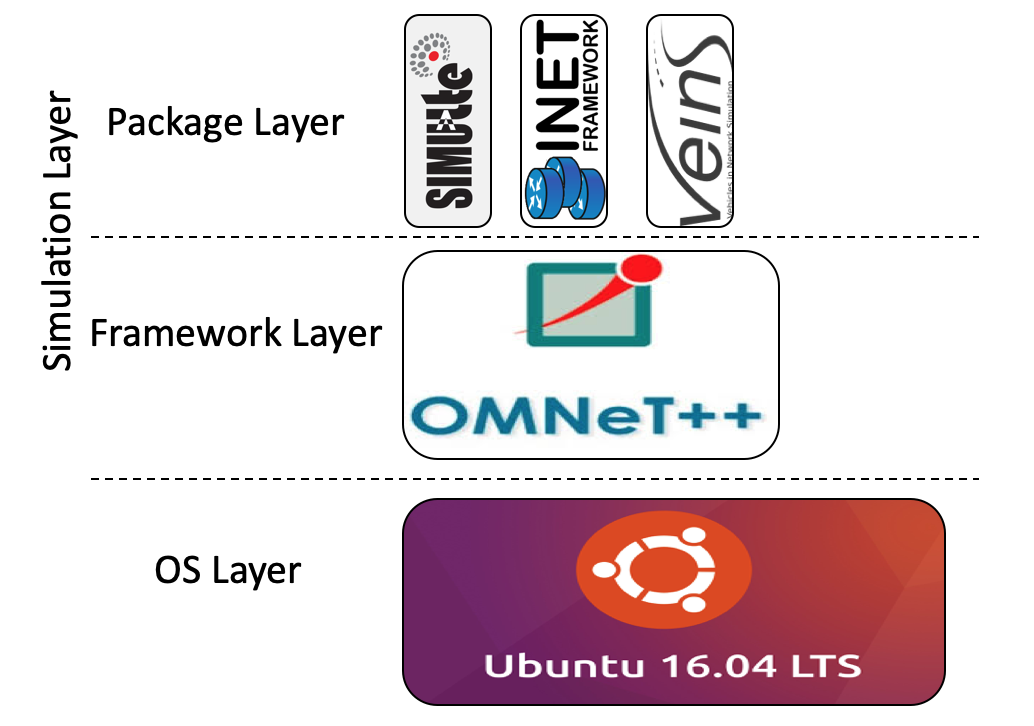 Simulation Layer
Package Layer
SIMUlte
INET
FRAMEWORK
veins
Vehicles in Network Simulation
Framework Layer
OMNeT++
OS Layer
Ubuntu 16.04 LTS